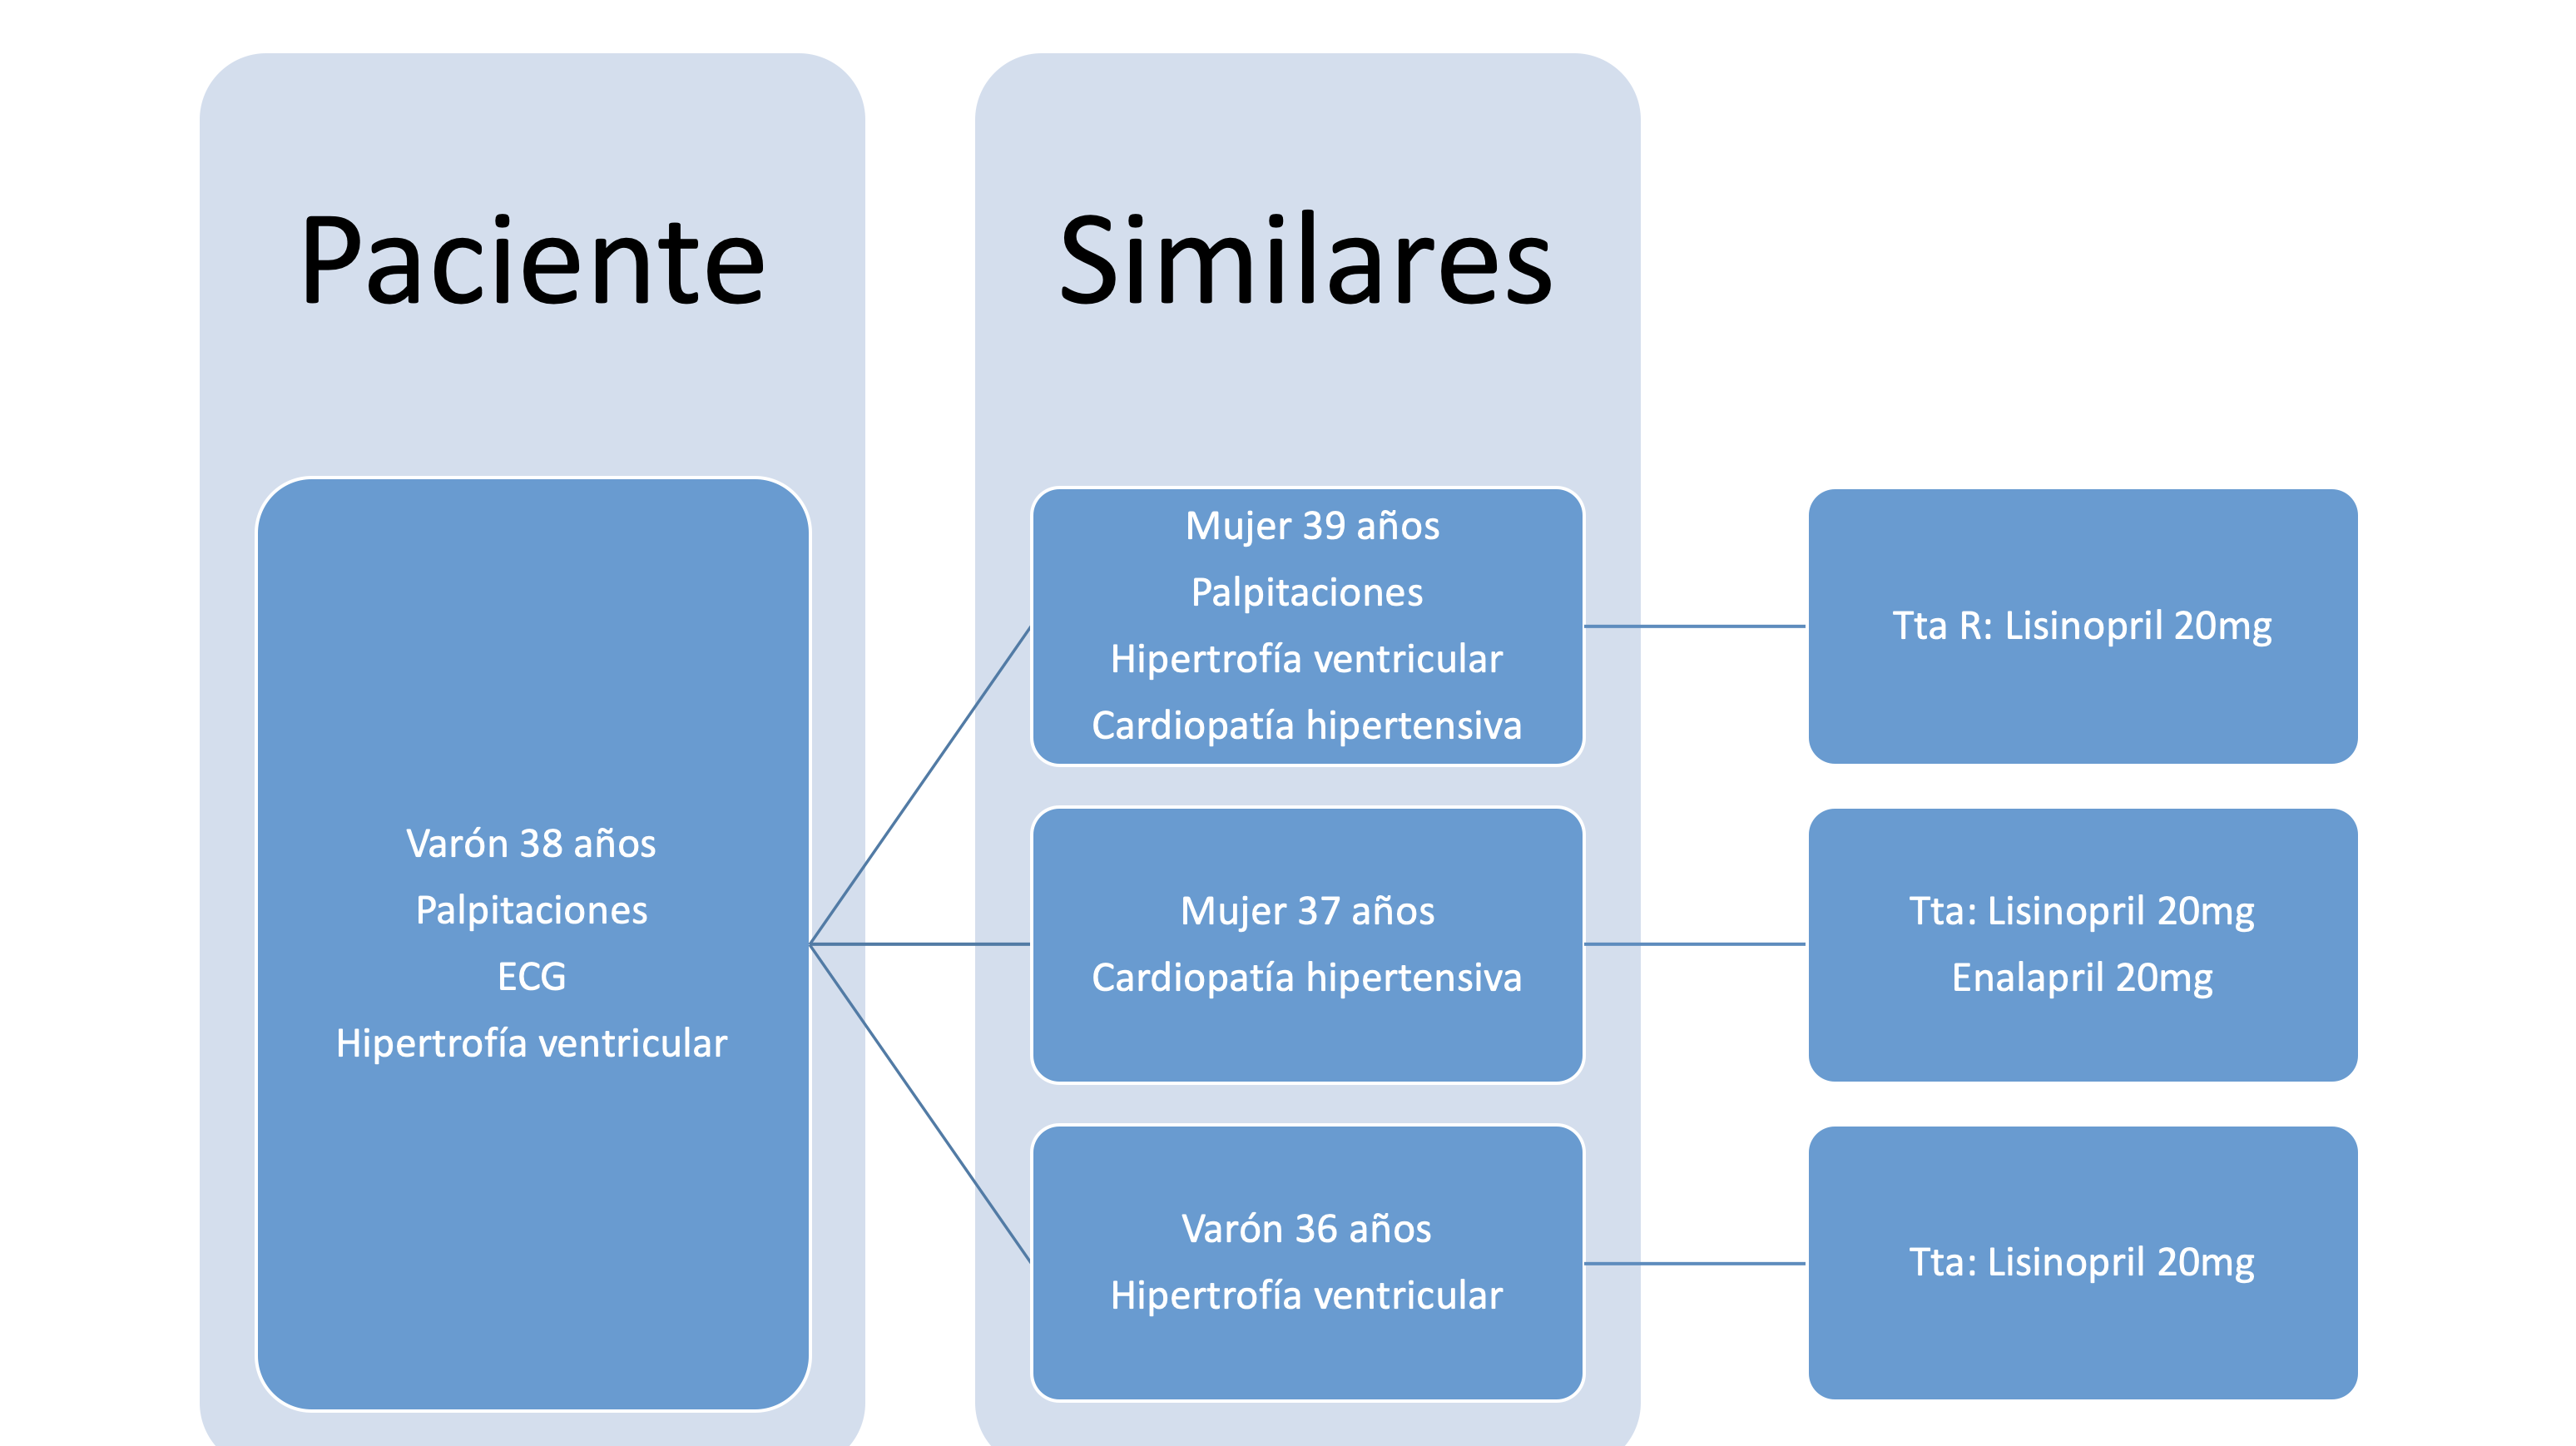 Paciente
Similares
Varón 38 años
Palpitaciones
ECG
Hipertrofía ventricular
Mujer 39 años
Palpitaciones
Hipertrofía ventricular
Cardiopatía hipertensiva
Tta R: Lisinopril 20mg
Mujer 37 años
Cardiopatía hipertensiva
Tta: Lisinopril 20mg
Enalapril 20mg
Varón 36 años
Hipertrofía ventricular
Tta: Lisinopril 20mg